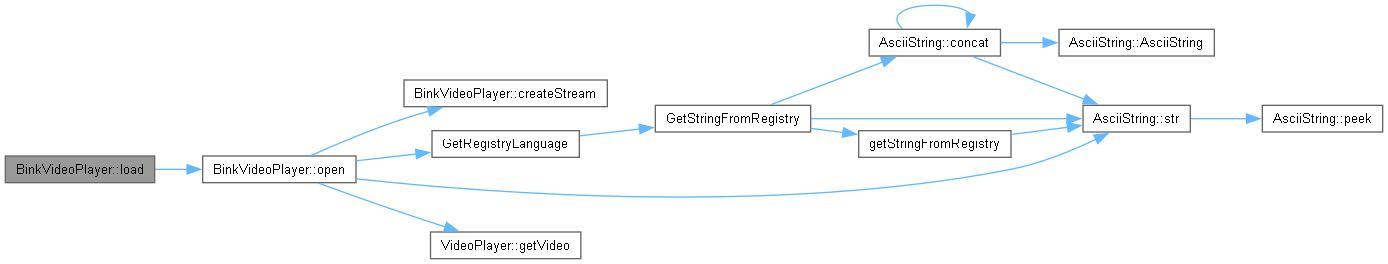 BinkVideoPlayer::load
BinkVideoPlayer::open
BinkVideoPlayer::createStream
GetRegistryLanguage
VideoPlayer::getVideo
GetStringFromRegistry
AsciiString::concat
getStringFromRegistry
AsciiString::AsciiString
AsciiString::str
AsciiString::peek